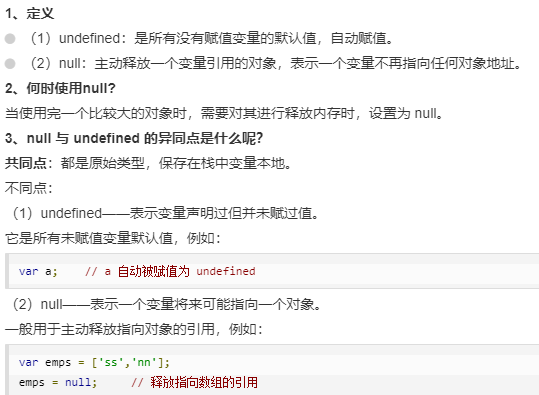 1、定义
（1）undefined：是所有没有赋值变量的默认值，自动赋值。
（2）null：主动释放一个变量引用的对象，表示一个变量不再指向任何对象地址。
2、何时使用null?
当使用完一个比较大的对象时，需要对其进行释放内存时，设置为 null。
3、null 与 undefined 的异同点是什么呢？
共同点：都是原始类型，保存在栈中变量本地。
不同点：
（1）undefined——表示变量声明过但并未赋过值。
它是所有未赋值变量默认值，例如：
var a;    // a 自动被赋值为 undefined
（2）null——表示一个变量将来可能指向一个对象。
一般用于主动释放指向对象的引用，例如：
var emps = ['ss','nn'];
emps = null;     // 释放指向数组的引用